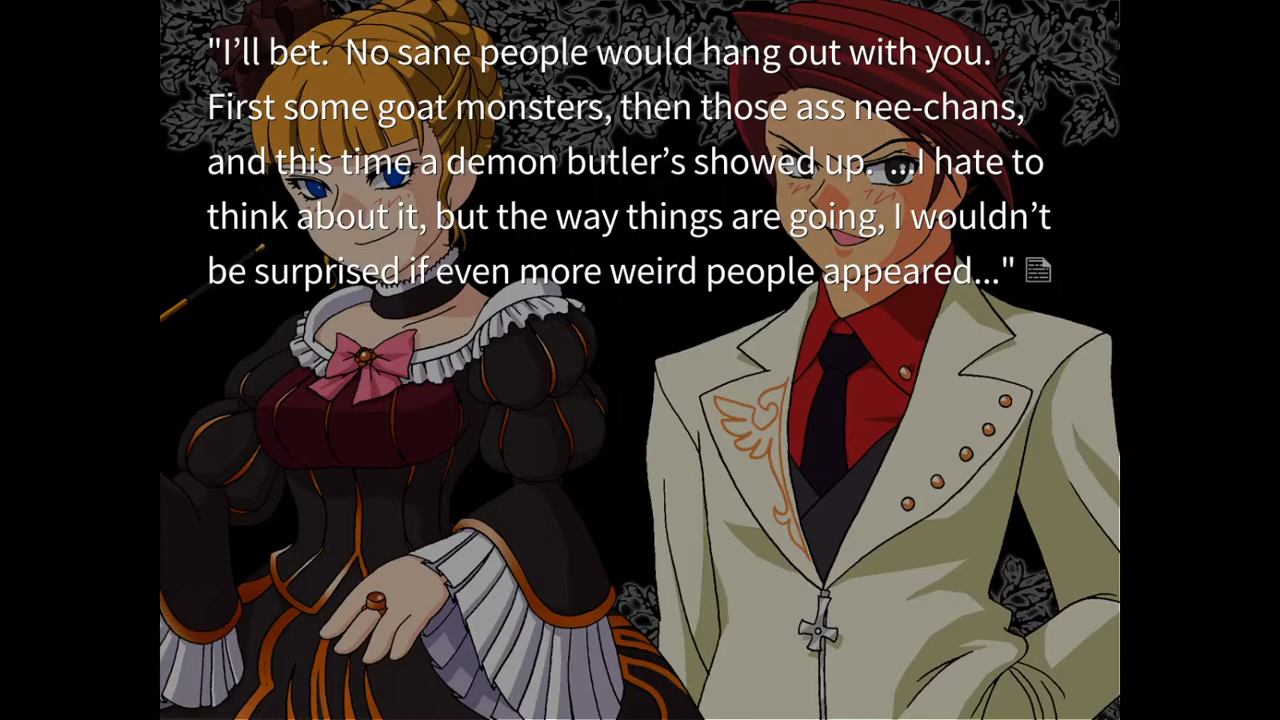 "I’ll bet.  No sane people would hang out with you.
First some goat monsters, then those ass nee-chans,
and this time a demon butler’s showed up.  ...I hate to
think about it, but the way things are going, I wouldn’t
be surprised if even more weird people appeared..."